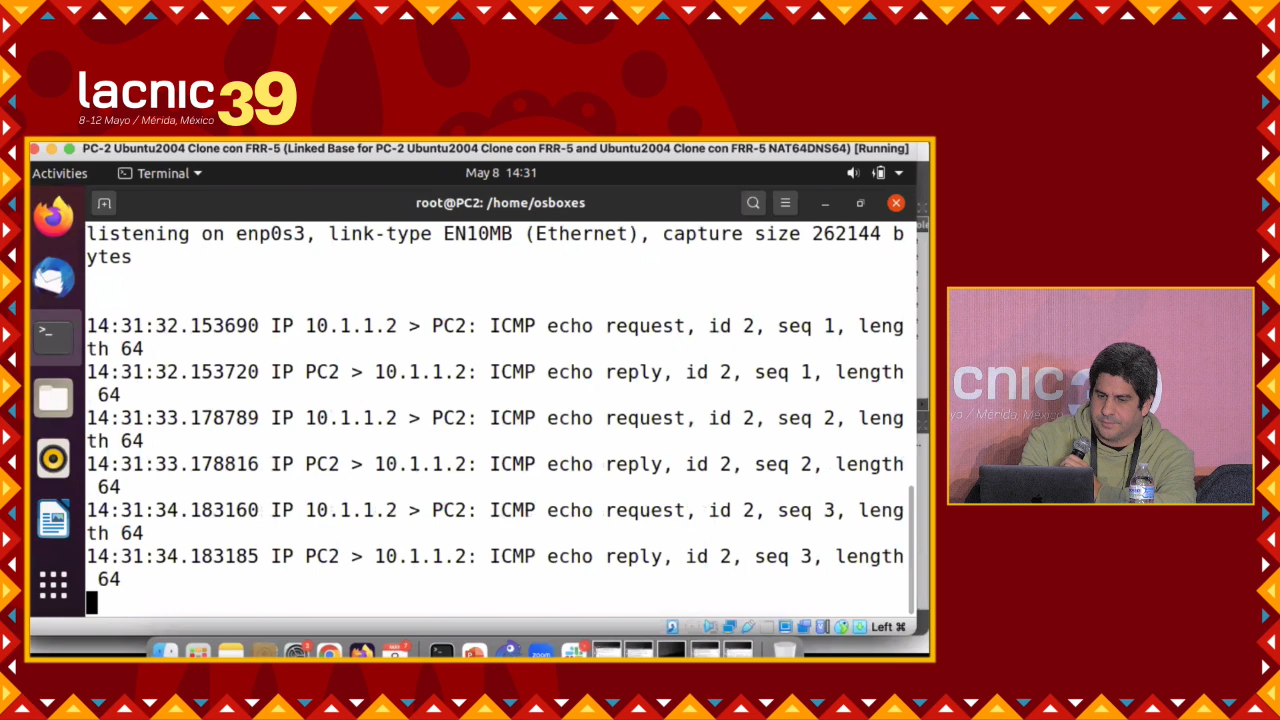 lacnic 39
8-12 Mayo / Mérida, México
PC-2 Ubuntu2004 Clone con FRR-5 (Linked Base for PC-2 Ubuntu2004 Clone con FRR-5 and Ubuntu2004 Clone con FRR-5 NAT64DNS64) [Running]
Activities
Terminal
May 8 14:31
root@PC2: /home/osboxes
listening on enp0s3, link-type EN10MB (Ethernet), capture size 262144 b
ytes
14:31:32.153690 IP 10.1.1.2 > PC2: ICMP echo request, id 2, seq 1, leng
th 64
14:31:32.153720 IP PC2 > 10.1.1.2: ICMP echo reply, id 2, seq 1, length
 64
14:31:33.178789 IP 10.1.1.2 > PC2: ICMP echo request, id 2, seq 2, leng
th 64
14:31:33.178816 IP PC2 > 10.1.1.2: ICMP echo reply, id 2, seq 2, length
 64
14:31:34.183160 IP 10.1.1.2 > PC2: ICMP echo request, id 2, seq 3, leng
th 64
14:31:34.183185 IP PC2 > 10.1.1.2: ICMP echo reply, id 2, seq 3, length
 64
Left ⌘
zoom
cnic 39
Mérida, México